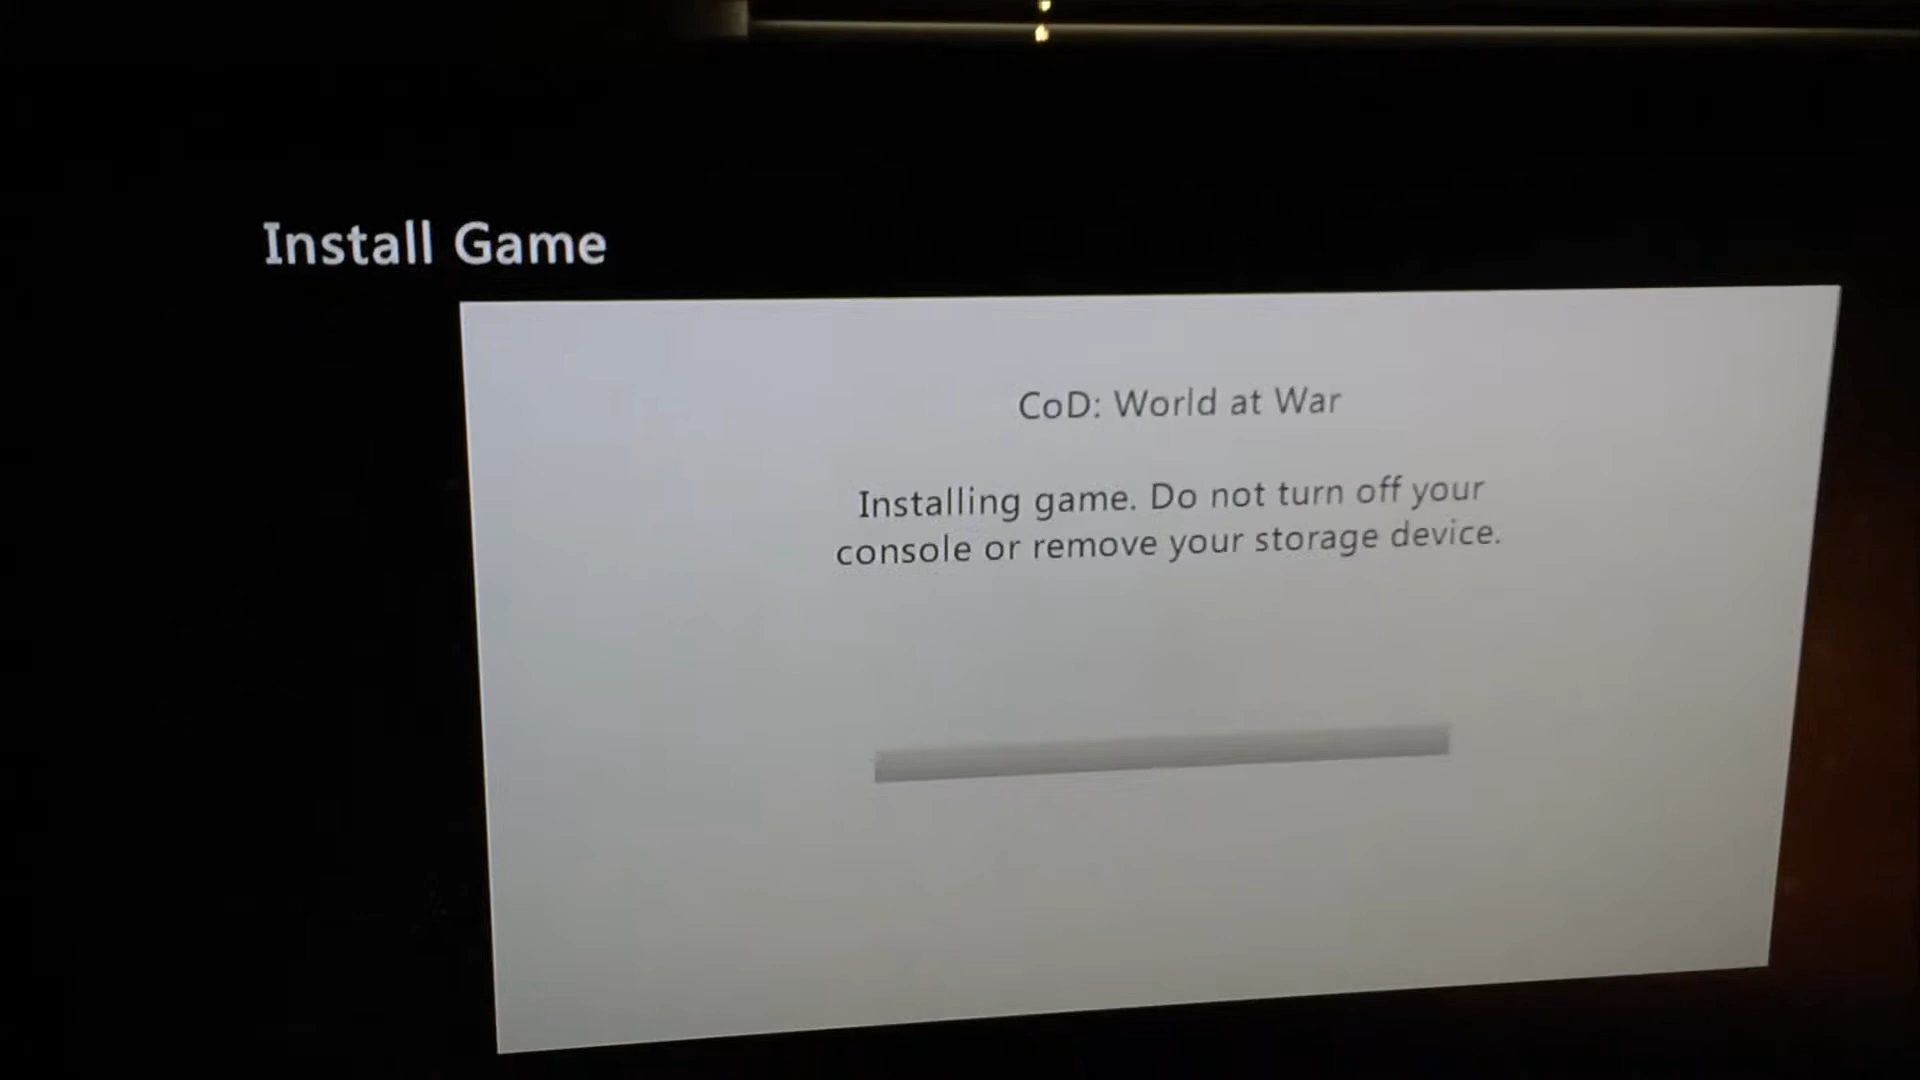 Install Game
CoD: World at War
Installing game. Do not turn off your
console or remove your storage device.